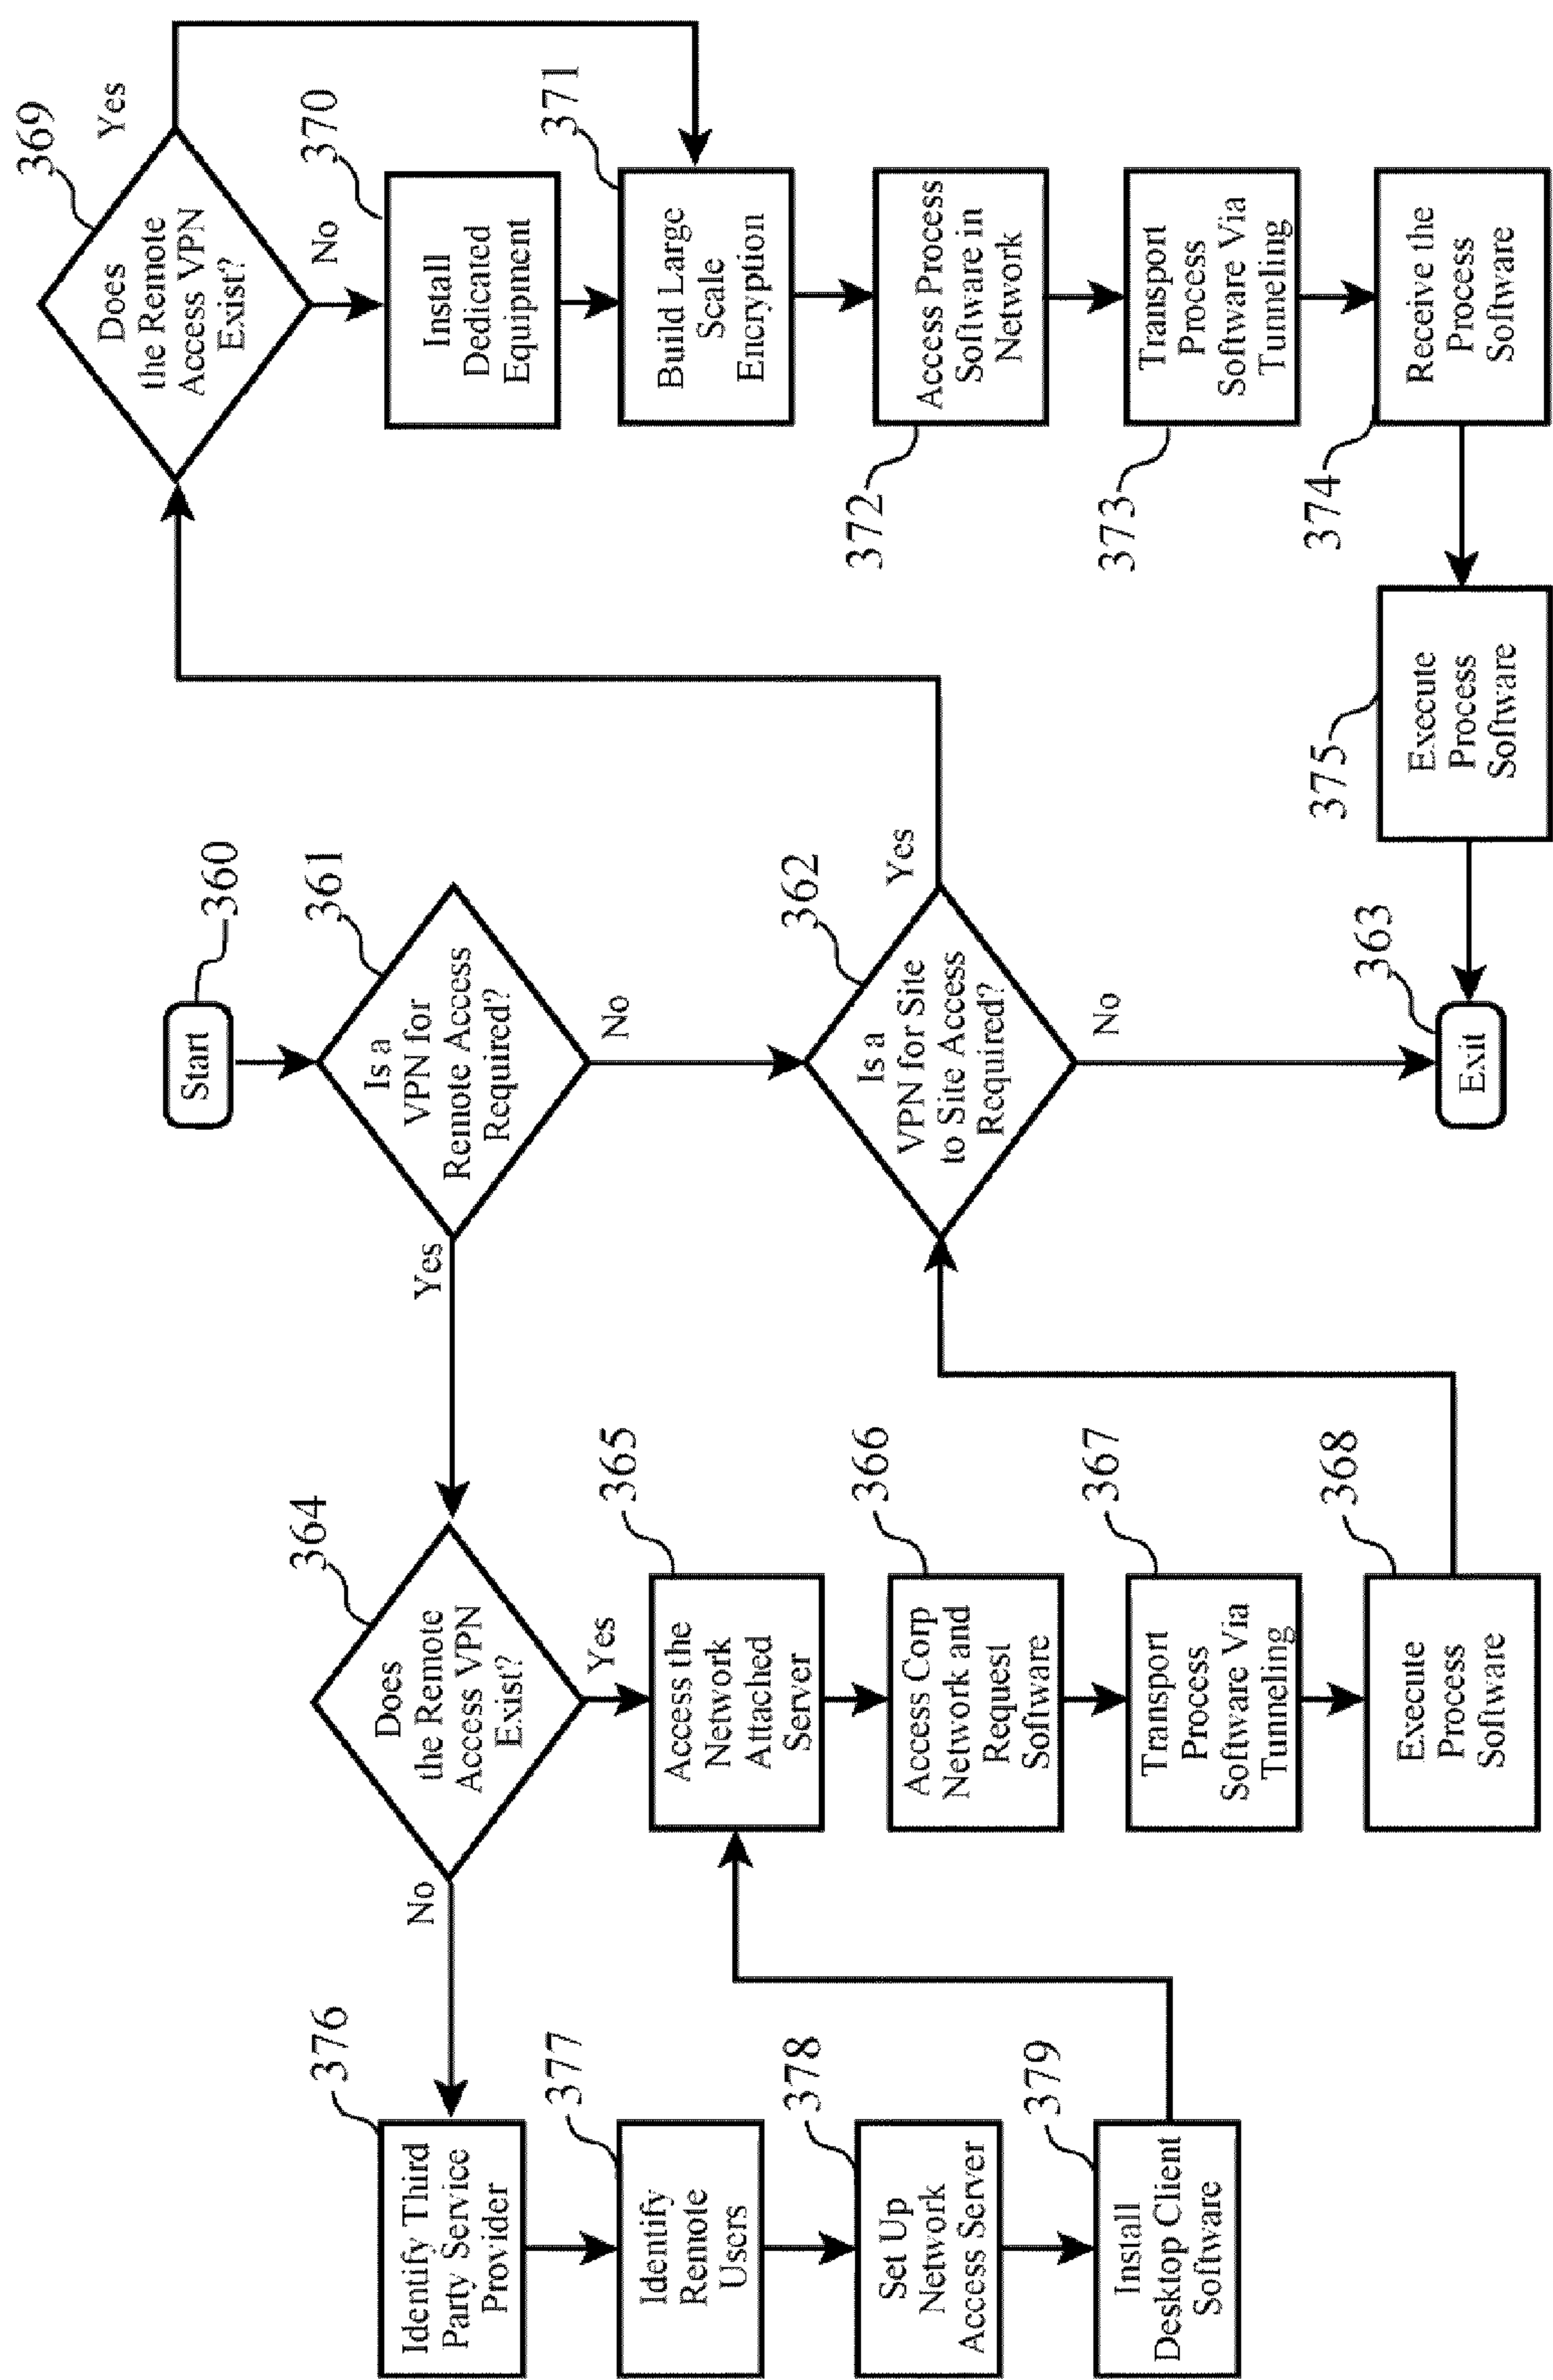 360
Start
361
Is a
VPN for
Remote Access
Required?
Yes
No
362
Is a
VPN for Site
to Site Access
Required?
Yes
No
363
Exit
364
Does
the Remote
Access VPN
Exist?
No
Yes
365
Access the
Network
Attached
Server
366
Access Corp
Network and
Request
Software
367
Transport
Process
Software Via
Tunneling
368
Execute
Process
Software
376
Identify Third
Party Service
Provider
377
Identify
Remote
Users
378
Set Up
Network
Access Server
379
Install
Desktop Client
Software
369
Does
the Remote
Access VPN
Exist?
Yes
No
370
Install
Dedicated
Equipment
371
Build Large
Scale
Encryption
372
Access Process
Software in
Network
373
Transport
Process
Software Via
Tunneling
374
Receive the
Process
Software
375
Execute
Process
Software